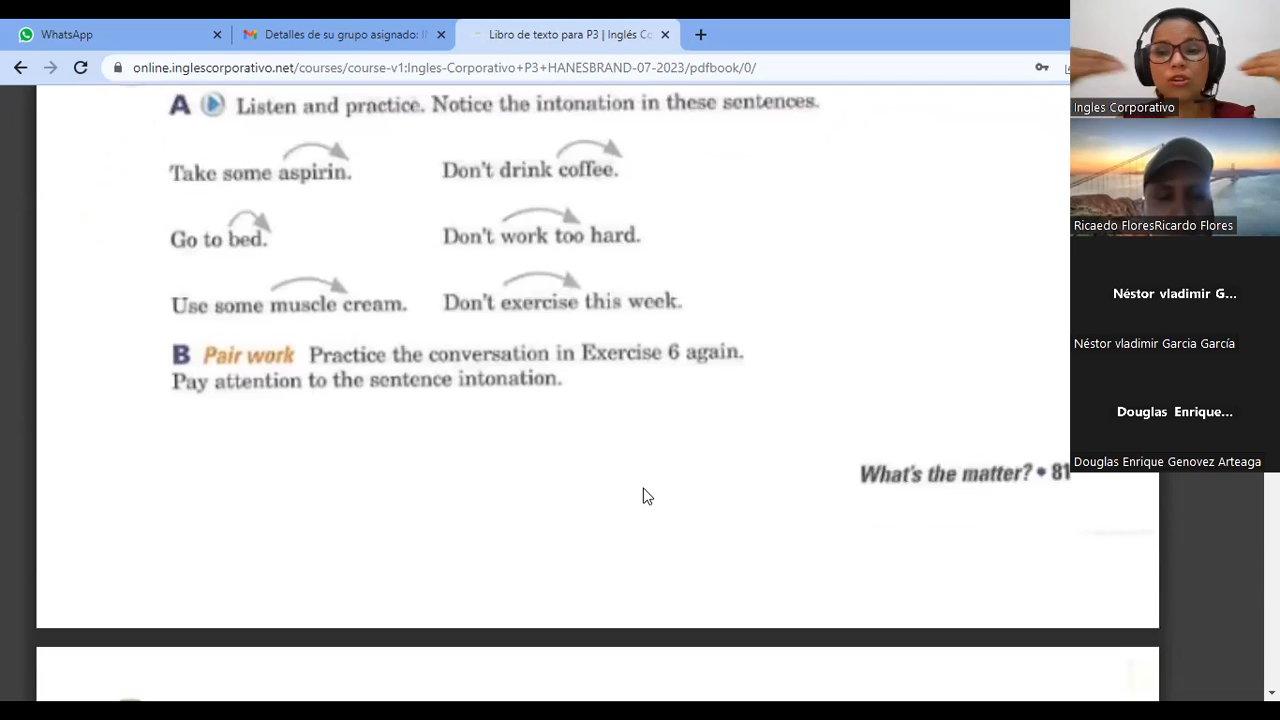 WhatsApp
Detalles de su grupo asignado: II
Libro de texto para P3 | Inglés Co
online.inglescorporativo.net/courses/course-v1:Ingles-Corporativo+P3+HANESBRAND-07-2023/pdfbook/0/
A Listen and practice. Notice the intonation in these sentences.
Take some aspirin. Don't drink coffee.
Go to bed. Don't work too hard.
Use some muscle cream. Don't exercise this week.
B Pair work Practice the conversation in Exercise 6 again.
Pay attention to the sentence intonation.
What's the matter? • 81
Ingles Corporativo
Ricaedo FloresRicardo Flores
Néstor vladimir G...
Néstor vladimir Garcia García
Douglas Enrique...
Douglas Enrique Genovez Arteaga